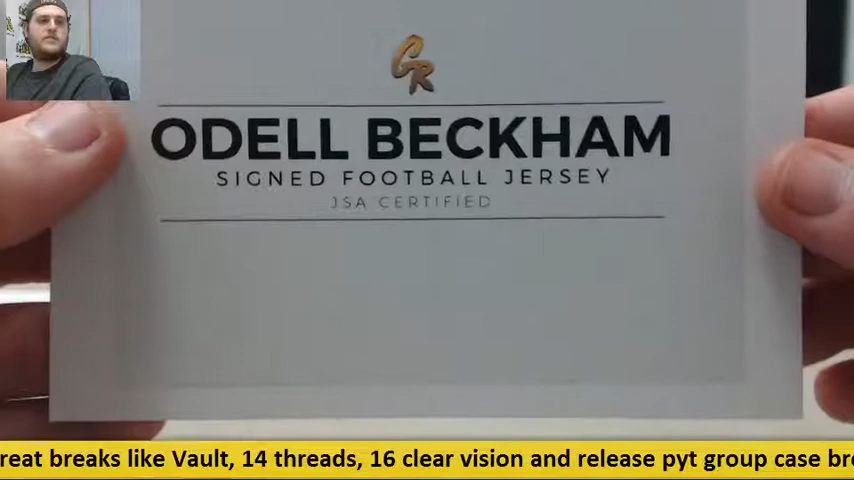 GR
ODELL BECKHAM
SIGNED FOOTBALL JERSEY
JSA CERTIFIED
reat breaks like Vault, 14 threads, 16 clear vision and release pyt group case bre